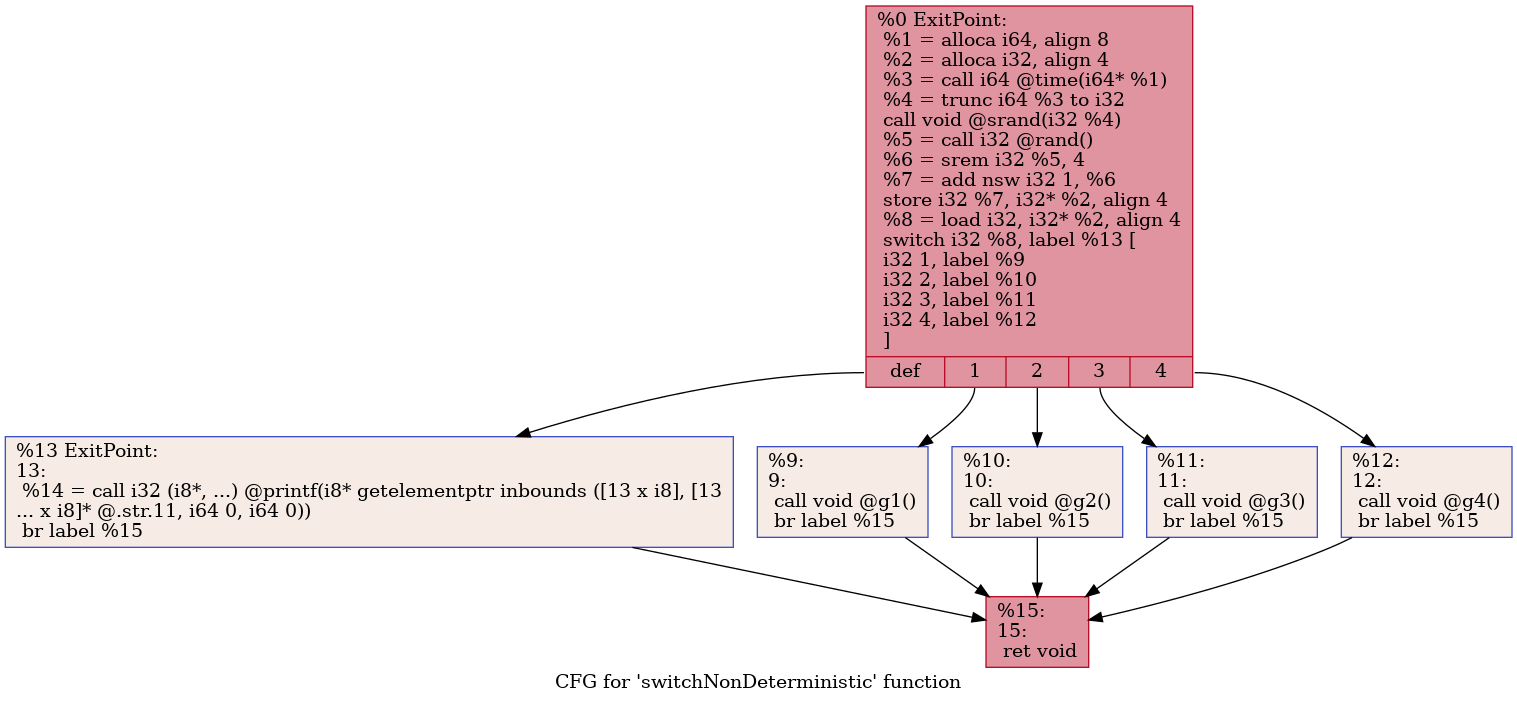 %0 ExitPoint:
%1 = alloca i64, align 8
%2 = alloca i32, align 4
%3 = call i64 @time(i64* %1)
%4 = trunc i64 %3 to i32
call void @srand(i32 %4)
%5 = call i32 @rand()
%6 = srem i32 %5, 4
%7 = add nsw i32 1, %6
store i32 %7, i32* %2, align 4
%8 = load i32, i32* %2, align 4
switch i32 %8, label %13 [
i32 1, label %9
i32 2, label %10
i32 3, label %11
i32 4, label %12
]
def 1 2 3 4
%13 ExitPoint:
13:
%14 = call i32 (i8*, ...) @printf(i8* getelementptr inbounds ([13 x i8], [13
... x i8]* @.str.11, i64 0, i64 0))
br label %15
%9:
9:
call void @g1()
br label %15
%10:
10:
call void @g2()
br label %15
%11:
11:
call void @g3()
br label %15
%12:
12:
call void @g4()
br label %15
%15:
15:
ret void
CFG for 'switchNonDeterministic' function